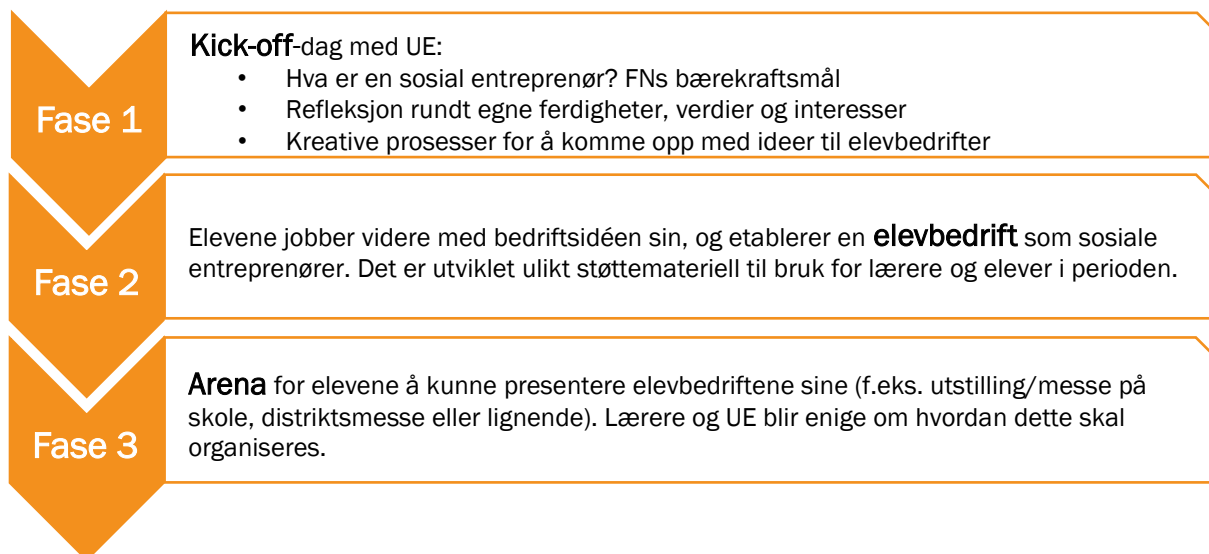 Fase 1
Kick-off-dag med UE:
• Hva er en sosial entreprenør? FNs bærekraftsmål
• Refleksjon rundt egne ferdigheter, verdier og interesser
• Kreative prosesser for å komme opp med ideer til elevbedrifter
Fase 2
Elevene jobber videre med bedriftsidéen sin, og etablerer en elevbedrift som sosiale
entreprenører. Det er utviklet ulikt støttemateriell til bruk for lærere og elever i perioden.
Fase 3
Arena for elevene å kunne presentere elevbedriftene sine (f.eks. utstilling/messe på
skole, distriktsmesse eller lignende). Lærere og UE blir enige om hvordan dette skal
organiseres.